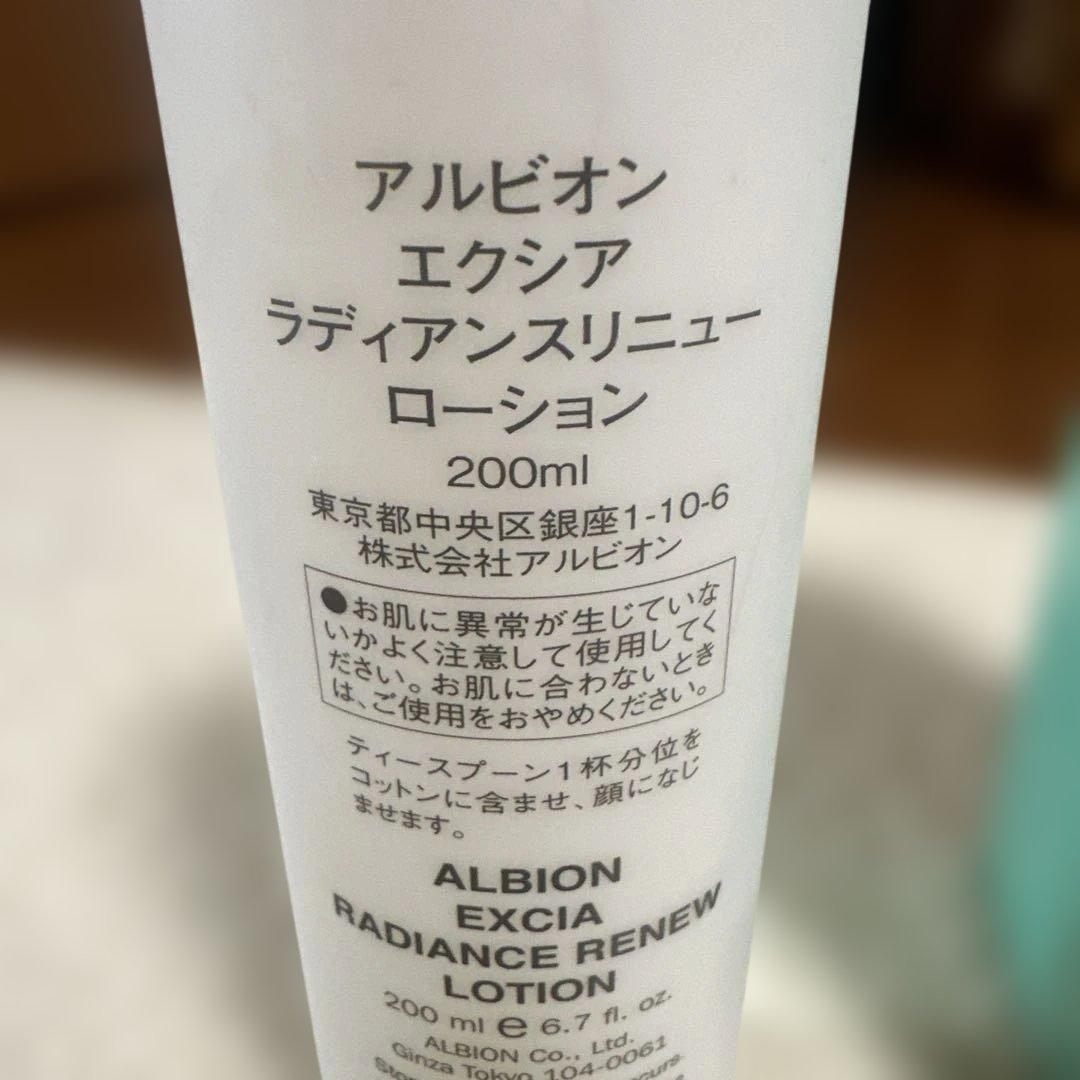 アルビオン
エクシア
ラディアンスリニュー
ローション
200ml
東京都中央区銀座1-10-6
株式会社アルビオン
●お肌に異常が生じていな
いかよく注意して使用してく
ださい。お肌に合わないとき
は、ご使用をおやめください。
ティースプーン1杯分位を
コットンに含ませ、顔になじ
ませます。
ALBION
EXCIA
RADIANCE RENEW
LOTION
200 ml e 6.7 fl. oz.
ALBION Co., Ltd.
Ginza Tokyo 104-0061